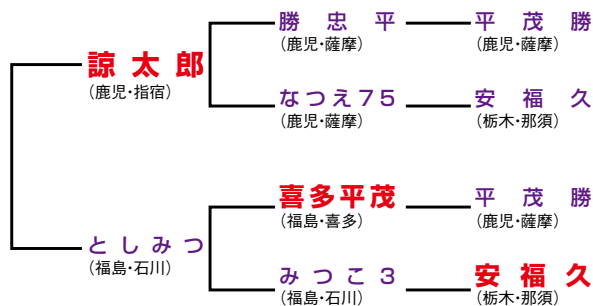 勝忠平
(鹿児・薩摩)
平茂勝
(鹿児・薩摩)
諒太郎
(鹿児・指宿)
なつえ75
(鹿児・薩摩)
安福久
(栃木・那須)
喜多平茂
(福島・喜多)
平茂勝
(鹿児・薩摩)
としみつ
(福島・石川)
みつこ3
(福島・石川)
安福久
(栃木・那須)